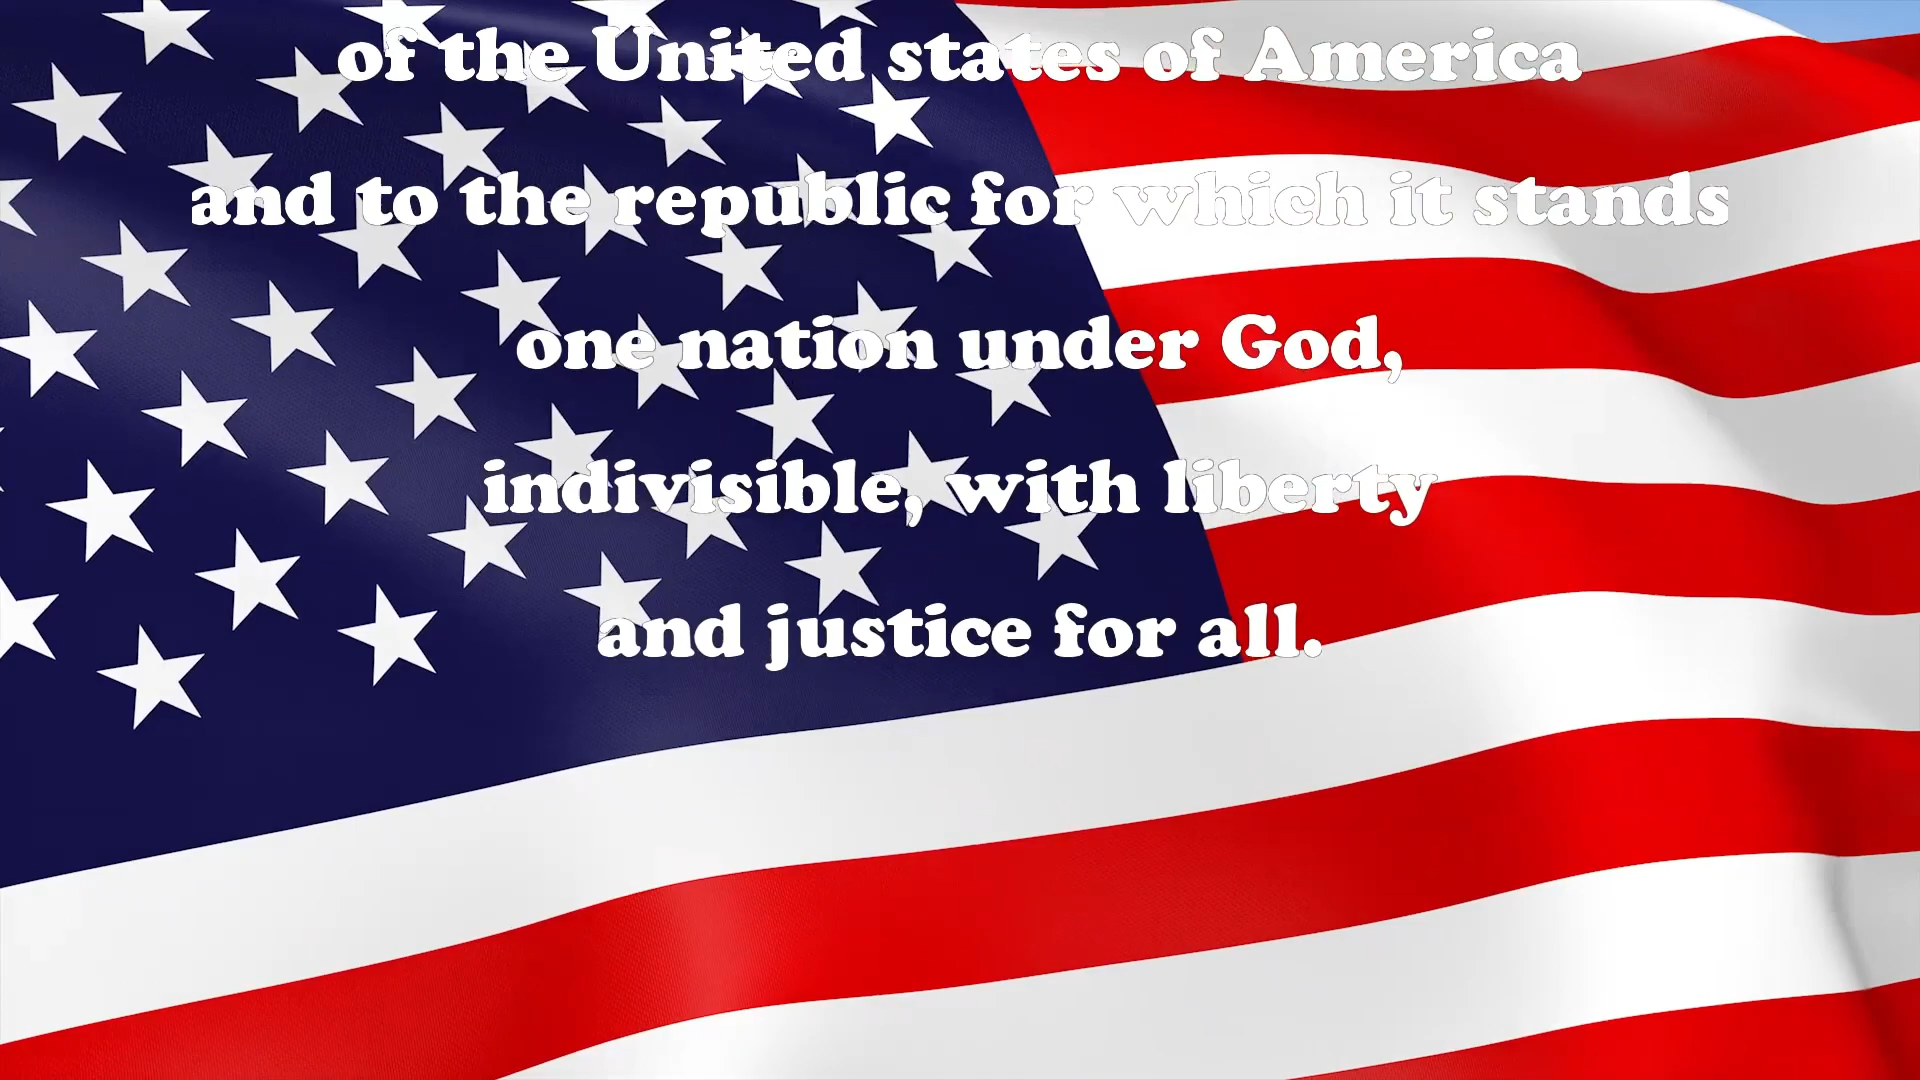 of the United states of America
and to the republic for which it stands
one nation under God,
indivisible, with liberty
and justice for all.